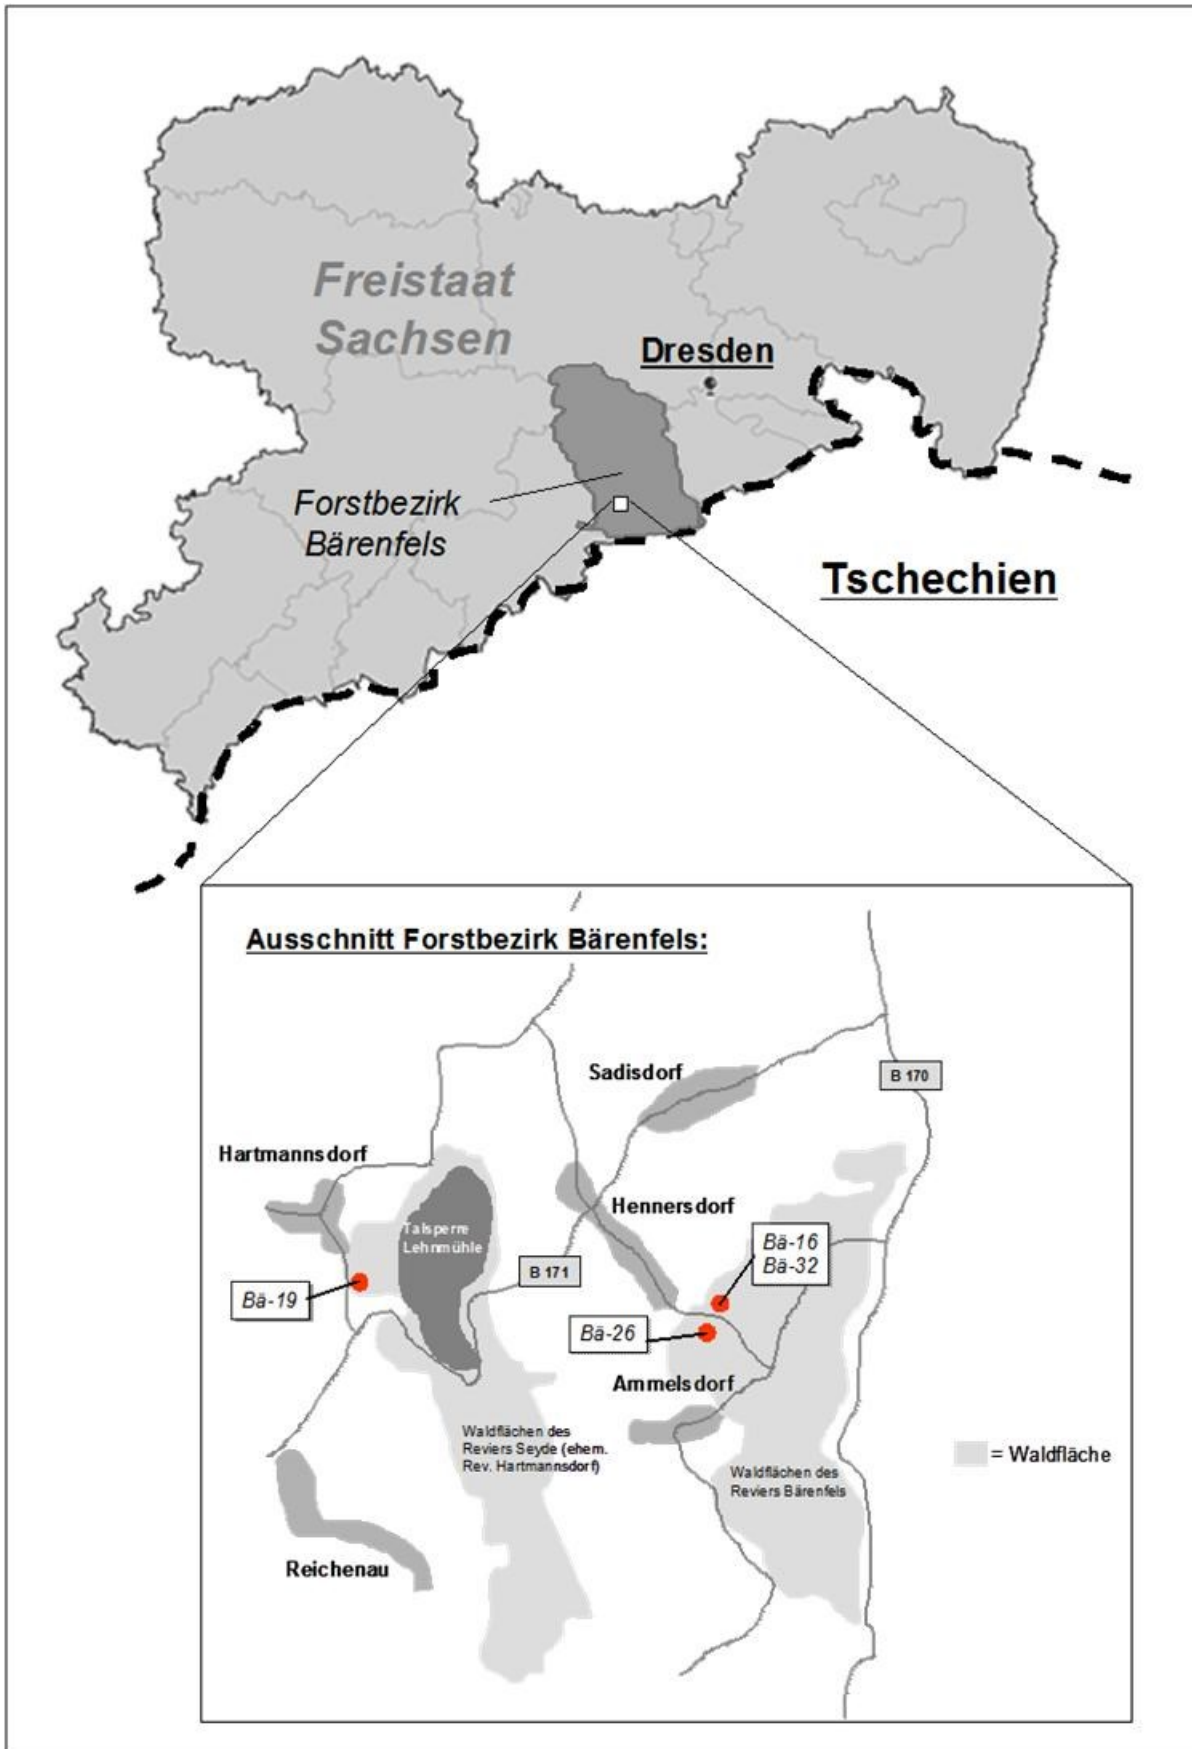 Freistaat
Sachsen
Dresden
Forstbezirk
Bärenfels
Tschechien
Ausschnitt Forstbezirk Bärenfels:
Sadisdorf
B 170
Hartmannsdorf
Hennersdorf
Talsperre
Lehnmühle
Bä-16
Bä-32
B 171
Bä-19
Bä-26
Ammelsdorf
Waldflächen des
Reviers Seyde (ehem.
Rev. Hartmannsdorf)
= Waldfläche
Waldflächen des
Reviers Bärenfels
Reichenau